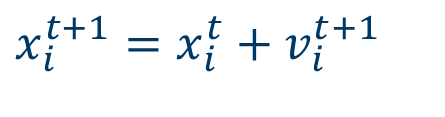 $x_i^{t+1} = x_i^t + v_i^{t+1}$